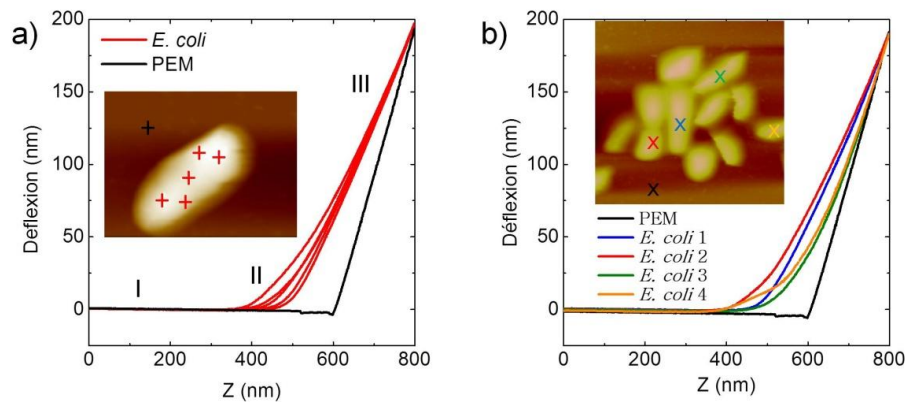 a)
E. coli
PEM
I
II
III
Deflexion (nm)
200
150
100
50
0
0
200
400
600
800
Z (nm)
b)
PEM
E. coli 1
E. coli 2
E. coli 3
E. coli 4
Déflexion (nm)
200
150
100
50
0
0
200
400
600
800
Z (nm)